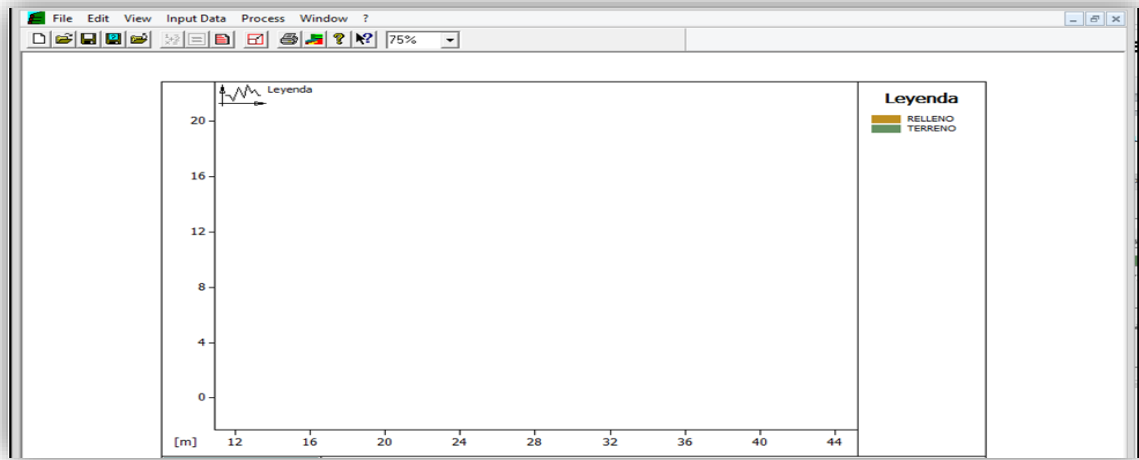 File Edit View Input Data Process Window ?
75%
Leyenda
20
16
12
8
4
0
[m] 12 16 20 24 28 32 36 40 44
Leyenda
RELLENO
TERRENO